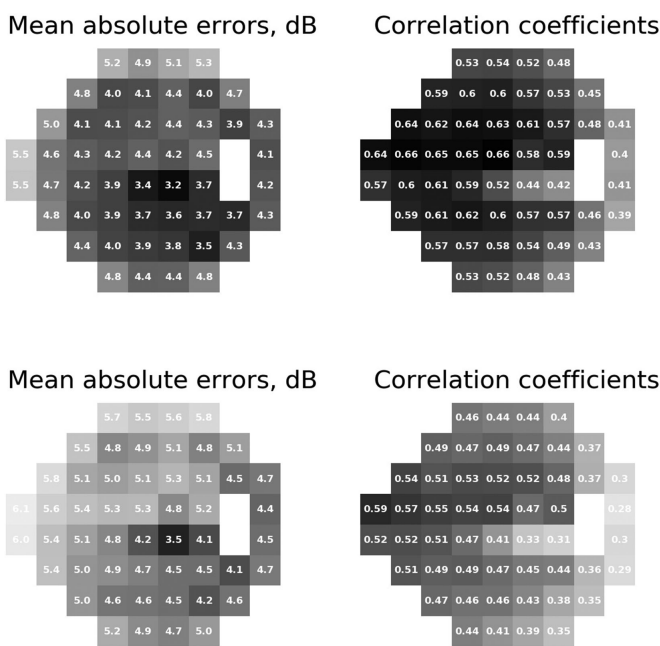 Mean absolute errors, dB Correlation coefficients
5.2 4.9 5.1 5.3 0.53 0.54 0.52 0.48
4.8 4.0 4.1 4.4 4.0 4.7 0.59 0.6 0.6 0.57 0.53 0.45
5.0 4.1 4.1 4.2 4.4 4.3 3.9 4.3 0.64 0.62 0.64 0.63 0.61 0.57 0.48 0.41
5.5 4.6 4.3 4.2 4.4 4.2 4.5 4.1 0.64 0.66 0.65 0.65 0.66 0.58 0.59 0.4
5.5 4.7 4.2 3.9 3.4 3.2 3.7 4.2 0.57 0.6 0.61 0.59 0.52 0.44 0.42 0.41
4.8 4.0 3.9 3.7 3.6 3.7 3.7 4.3 0.59 0.61 0.62 0.6 0.57 0.57 0.46 0.39
4.4 4.0 3.9 3.8 3.5 4.3 0.57 0.57 0.58 0.54 0.49 0.43
4.8 4.4 4.4 4.8 0.53 0.52 0.48 0.43
Mean absolute errors, dB Correlation coefficients
5.7 5.5 5.6 5.8 0.46 0.44 0.44 0.4
5.5 4.8 4.9 5.1 4.8 5.1 0.49 0.47 0.49 0.47 0.44 0.37
5.8 5.1 5.0 5.1 5.3 5.1 4.5 4.7 0.54 0.51 0.53 0.52 0.52 0.48 0.37 0.3
6.1 5.6 5.4 5.3 5.3 4.8 5.2 4.4 0.59 0.57 0.55 0.54 0.54 0.47 0.5 0.28
6.0 5.4 5.1 4.8 4.2 3.5 4.1 4.5 0.52 0.52 0.51 0.47 0.41 0.33 0.31 0.3
5.4 5.0 4.9 4.7 4.5 4.5 4.1 4.7 0.51 0.49 0.49 0.47 0.45 0.44 0.36 0.29
5.0 4.6 4.6 4.5 4.2 4.6 0.47 0.46 0.46 0.43 0.38 0.35
5.2 4.9 4.7 5.0 0.44 0.41 0.39 0.35